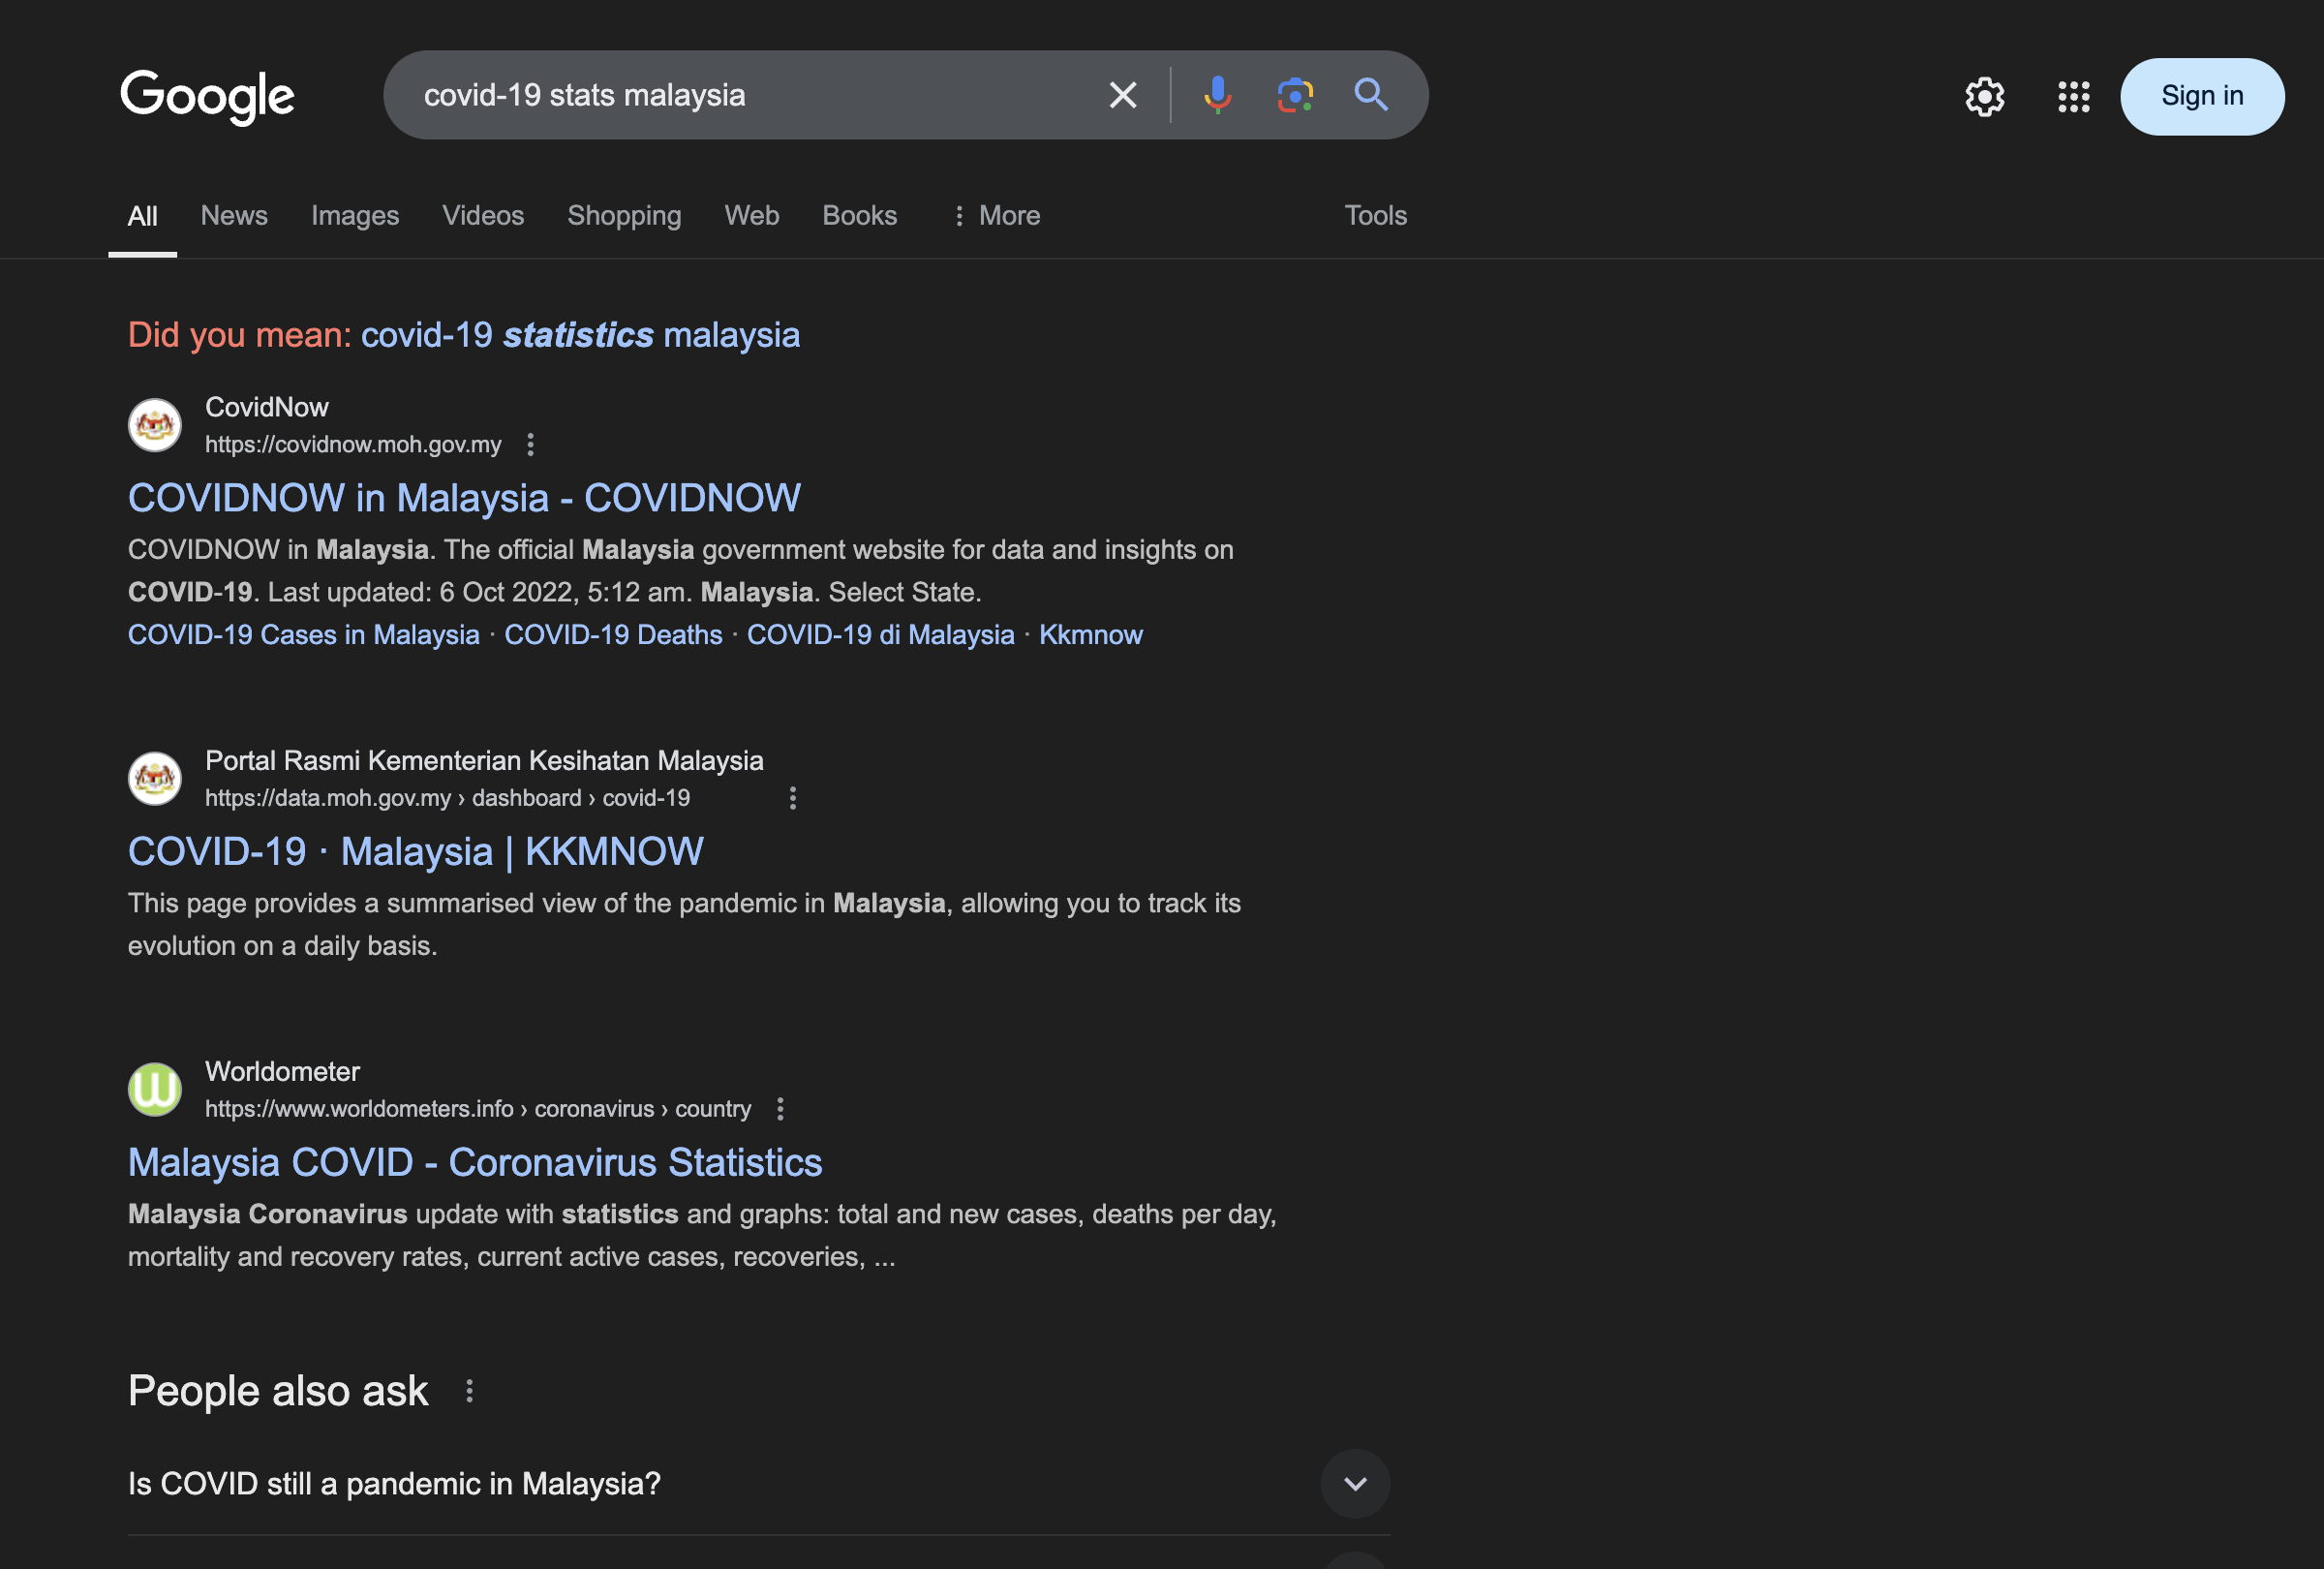 Google
covid-19 stats malaysia
Sign in
All News Images Videos Shopping Web Books More Tools
Did you mean: covid-19 statistics malaysia
CovidNow
https://covidnow.moh.gov.my
COVIDNOW in Malaysia - COVIDNOW
COVIDNOW in Malaysia. The official Malaysia government website for data and insights on
COVID-19. Last updated: 6 Oct 2022, 5:12 am. Malaysia. Select State.
COVID-19 Cases in Malaysia · COVID-19 Deaths · COVID-19 di Malaysia · Kkmnow
Portal Rasmi Kementerian Kesihatan Malaysia
https://data.moh.gov.my › dashboard › covid-19
COVID-19 · Malaysia | KKMNOW
This page provides a summarised view of the pandemic in Malaysia, allowing you to track its
evolution on a daily basis.
W
Worldometer
https://www.worldometers.info › coronavirus › country
Malaysia COVID - Coronavirus Statistics
Malaysia Coronavirus update with statistics and graphs: total and new cases, deaths per day,
mortality and recovery rates, current active cases, recoveries, ...
People also ask
Is COVID still a pandemic in Malaysia?